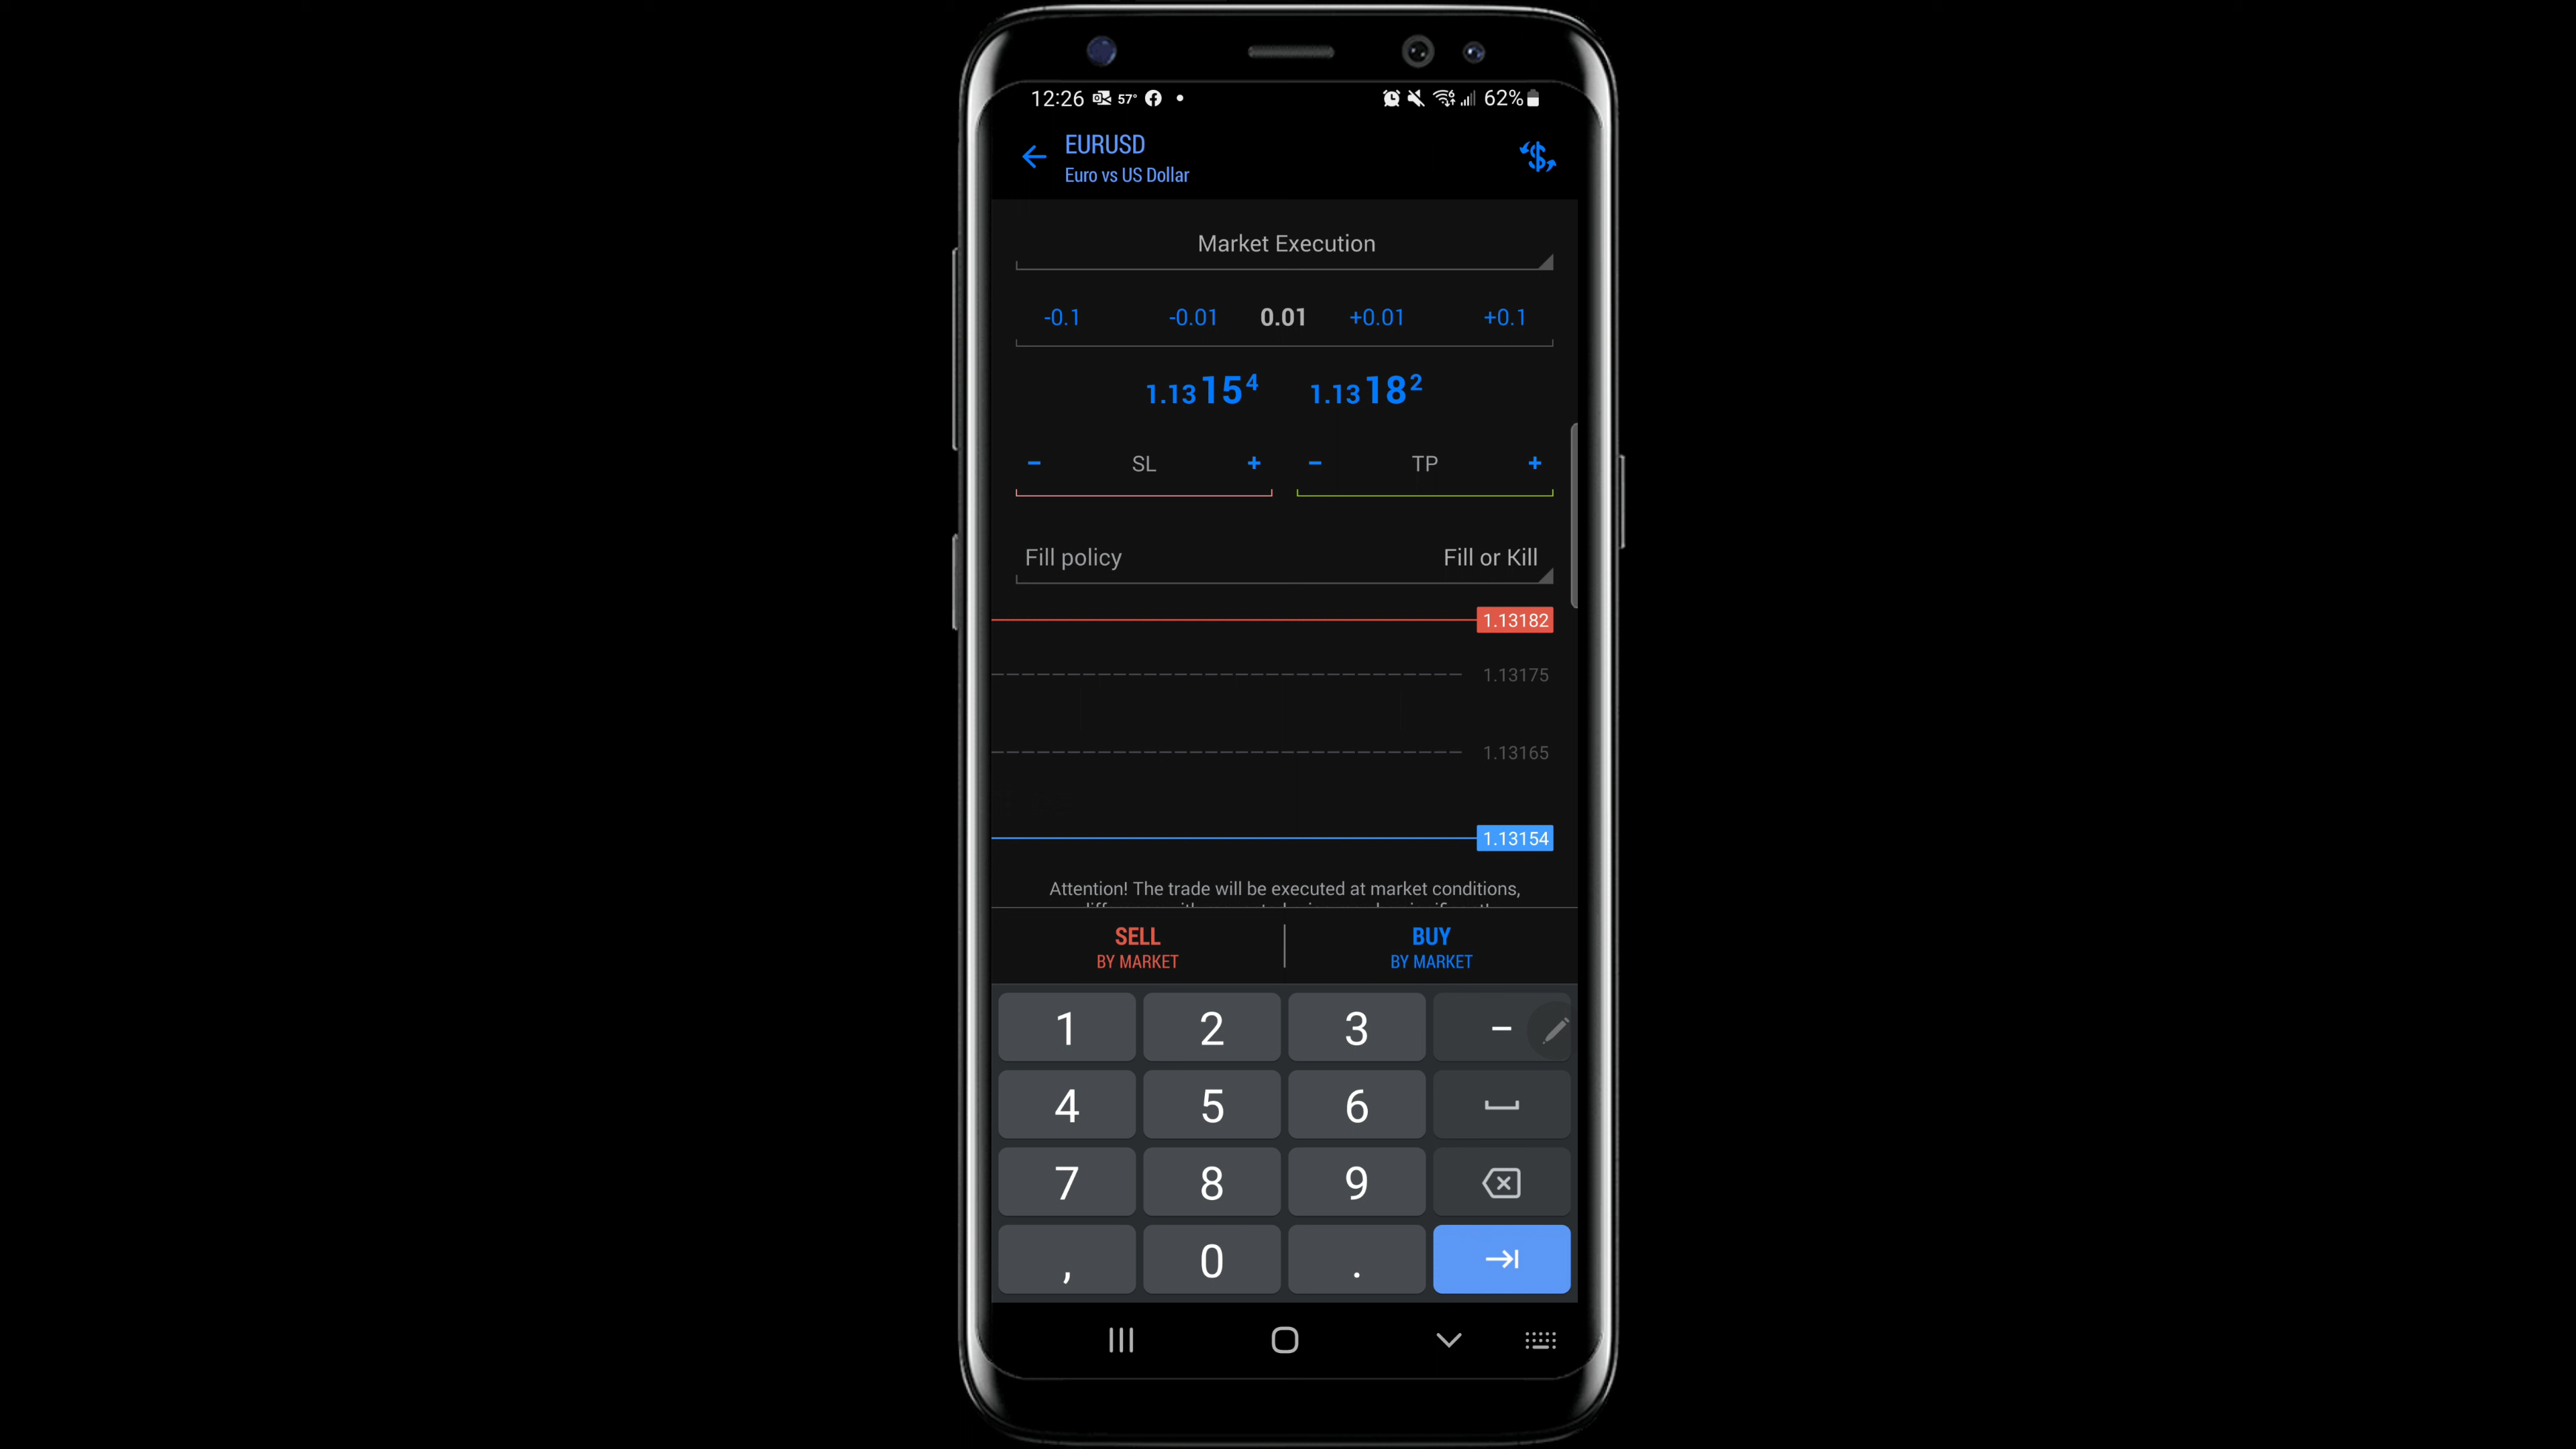 12:26 57° 62%
EURUSD
Euro vs US Dollar
Market Execution
-0.1 -0.01 0.01 +0.01 +0.1
1.13154 1.13182
− SL + − TP +
Fill policy Fill or Kill
1.13182
1.13175
1.13165
1.13154
Attention! The trade will be executed at market conditions,
SELL BUY
BY MARKET BY MARKET
1 2 3 −
4 5 6
7 8 9
, 0 .